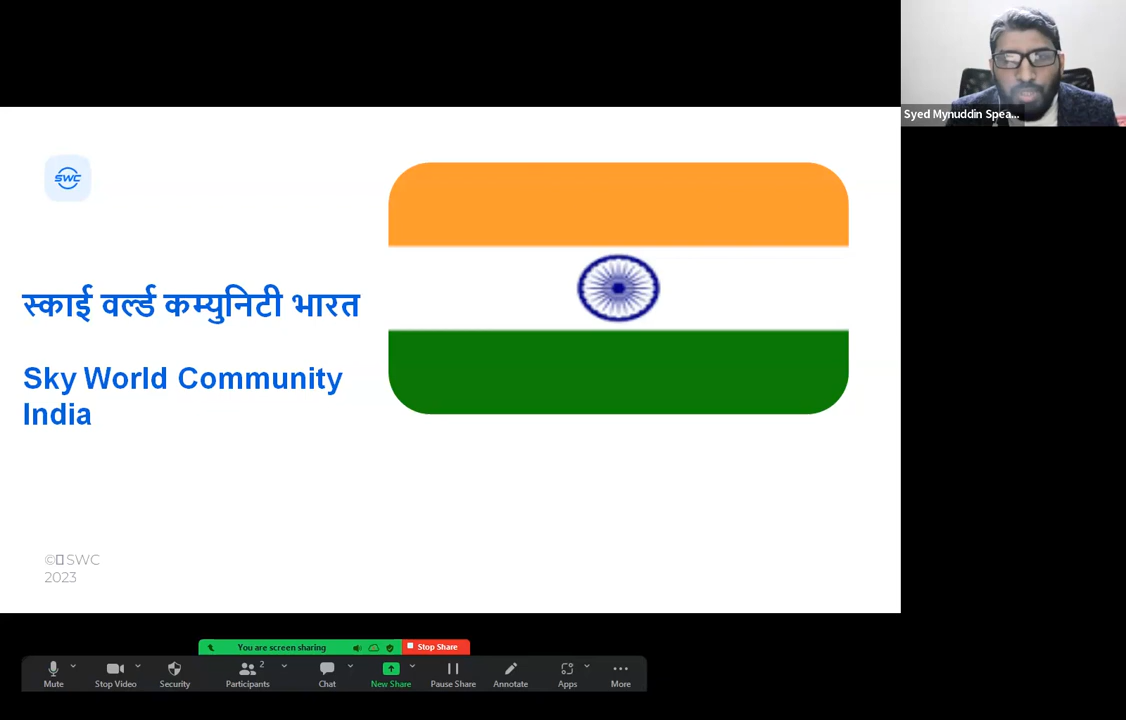 Syed Mynuddin Spea...
SWC
स्काई वर्ल्ड कम्युनिटी भारत
Sky World Community
India
©▯SWC
2023
You are screen sharing
Stop Share
2
Mute
Stop Video
Security
Participants
Chat
New Share
Pause Share
Annotate
Apps
More